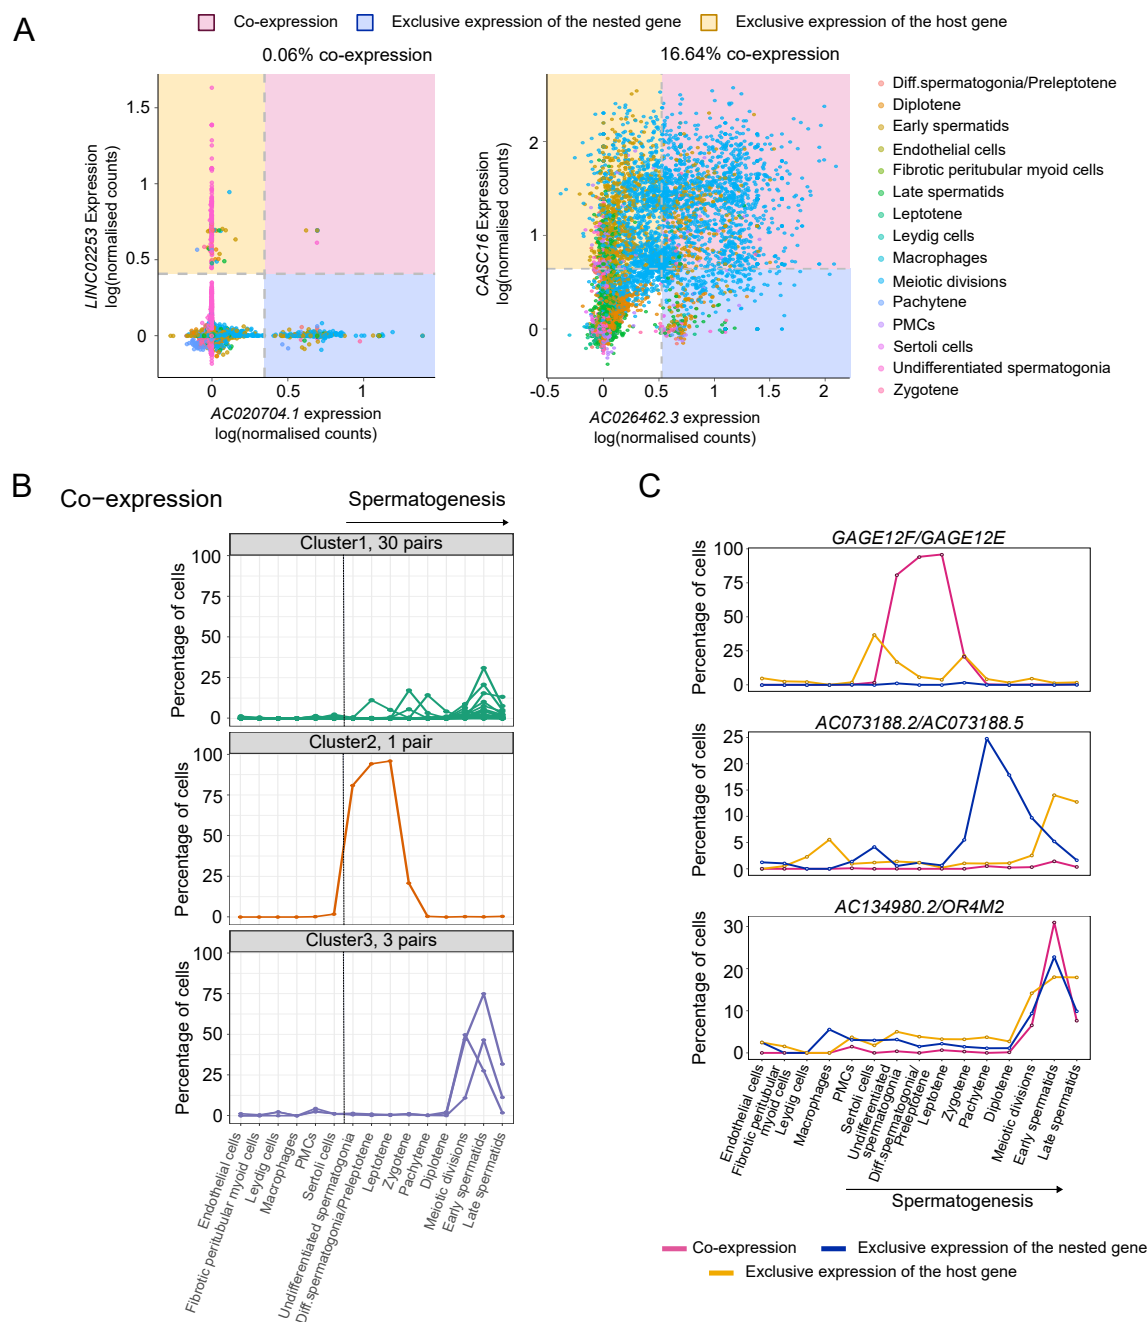 A
Co-expression
Exclusive expression of the nested gene
Exclusive expression of the host gene
0.06% co-expression
16.64% co-expression
LINC02253 Expression
log(normalised counts)
1.5
1
0.5
0
0
0.5
1
AC020704.1 expression
log(normalised counts)
CASC16 Expression
log(normalised counts)
2
1
0
-0.5
0
0.5
1
1.5
2
AC026462.3 expression
log(normalised counts)
Diff.spermatogonia/Preleptotene
Diplotene
Early spermatids
Endothelial cells
Fibrotic peritubular myoid cells
Late spermatids
Leptotene
Leydig cells
Macrophages
Meiotic divisions
Pachytene
PMCs
Sertoli cells
Undifferentiated spermatogonia
Zygotene
B
Co−expression
Spermatogenesis
Cluster1, 30 pairs
Percentage of cells
100
75
50
25
0
Cluster2, 1 pair
Percentage of cells
100
75
50
25
0
Cluster3, 3 pairs
Percentage of cells
100
75
50
25
0
Endothelial cells
Fibrotic peritubular myoid cells
Leydig cells
Macrophages
PMCs
Sertoli cells
Undifferentiated spermatogonia
Diff.spermatogonia/Preleptotene
Leptotene
Zygotene
Pachytene
Diplotene
Meiotic divisions
Early spermatids
Late spermatids
C
GAGE12F/GAGE12E
Percentage of cells
100
75
50
25
0
AC073188.2/AC073188.5
Percentage of cells
25
20
15
10
5
0
AC134980.2/OR4M2
Percentage of cells
30
20
10
0
Endothelial cells
Fibrotic peritubular
myoid cells
Leydig cells
Macrophages
PMCs
Sertoli cells
Undifferentiated
spermatogonia
Diff.spermatogonia/
Preleptotene
Leptotene
Zygotene
Pachytene
Diplotene
Meiotic divisions
Early spermatids
Late spermatids
Spermatogenesis
Co-expression
Exclusive expression of the nested gene
Exclusive expression of the host gene